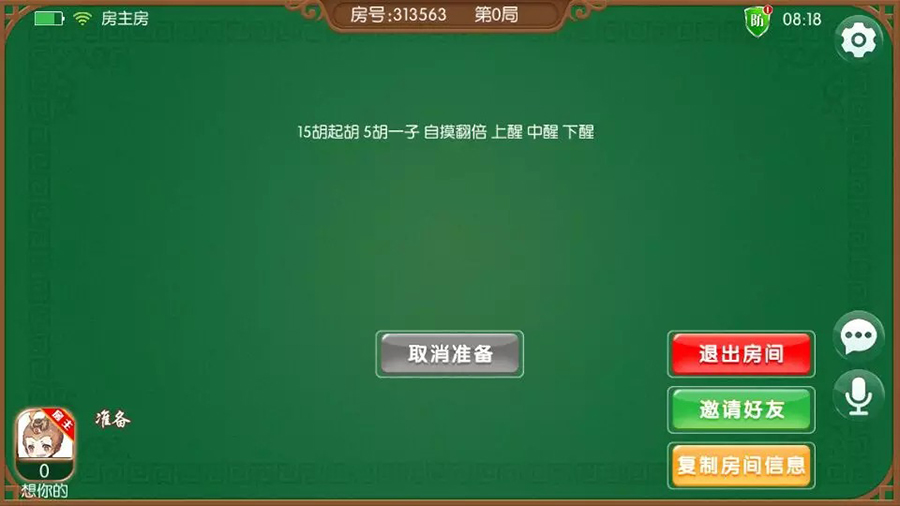 房主房
房号:313563 第0局
防
08:18
15胡起胡 5胡一子 自摸翻倍 上醒 中醒 下醒
取消准备
退出房间
邀请好友
复制房间信息
房主
准备
0
想你的